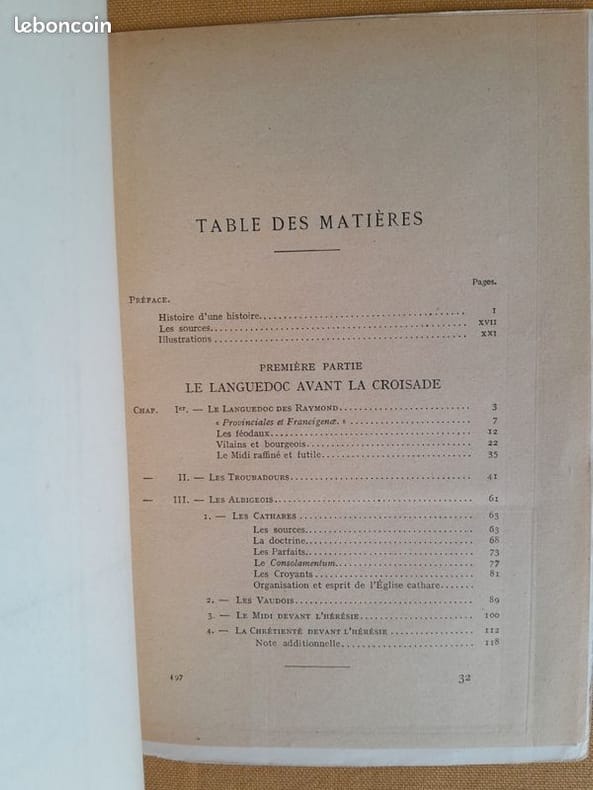 leboncoin
TABLE DES MATIÈRES
Pages.
PRÉFACE.
Histoire d'une histoire.. I
Les sources.. XVII
Illustrations XXI
PREMIÈRE PARTIE
LE LANGUEDOC AVANT LA CROISADE
CHAP. Ier. — LE LANGUEDOC DES RAYMOND. 3
« Provinciales et Francigenæ. » 7
Les féodaux 12
Vilains et bourgeois 22
Le Midi raffiné et futile 35
— II. — LES TROUBADOURS 41
— III. — LES ALBIGEOIS 61
1. — LES CATHARES 63
Les sources 63
La doctrine 68
Les Parfaits 73
Le Consolamentum 77
Les Croyants 81
Organisation et esprit de l'Église cathare
2. — LES VAUDOIS 89
3. — LE MIDI DEVANT L'HÉRÉSIE 100
4. — LA CHRÉTIENTÉ DEVANT L'HÉRÉSIE 112
Note additionnelle 118
497 32